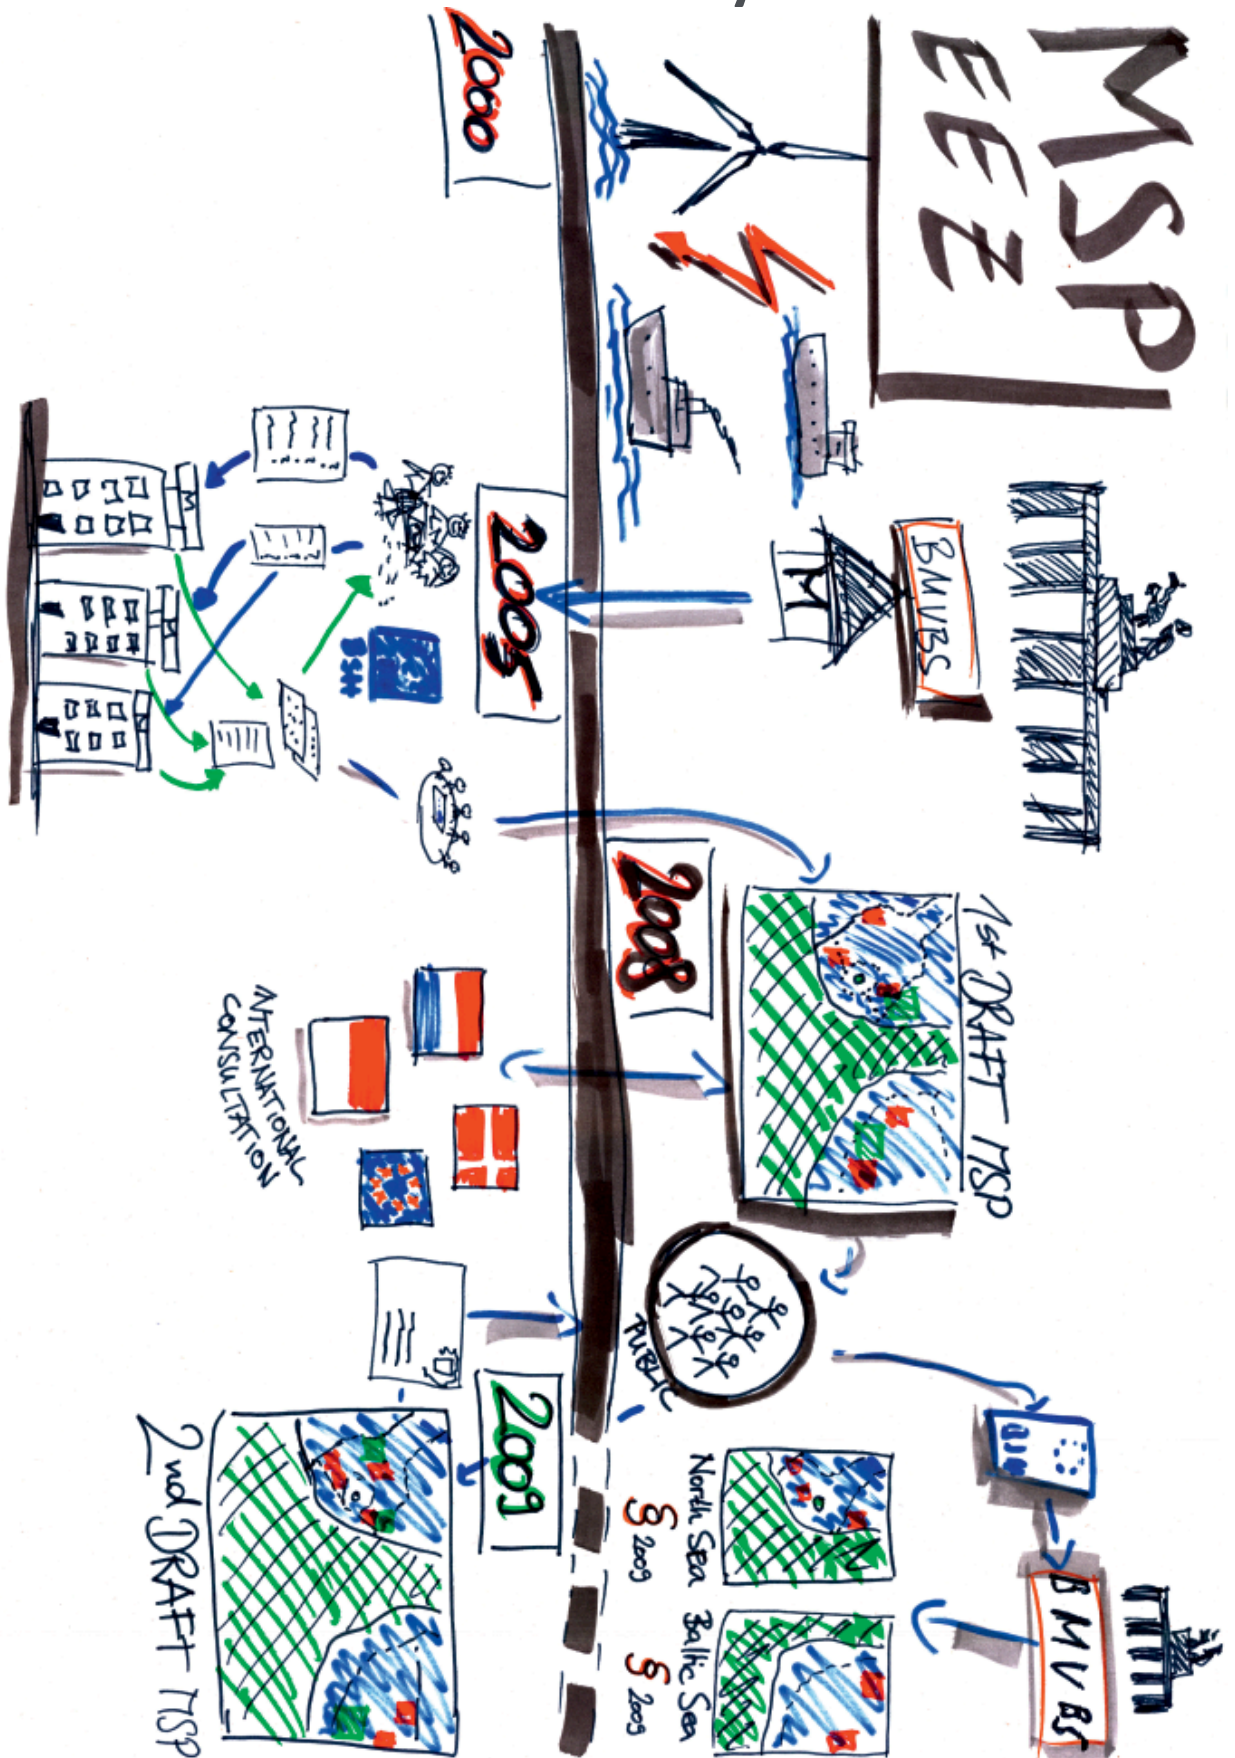 MSP
EEZ
2000
BMVBS
M
2005
M
M
BSH
1st DRAFT MSP
2008
INTERNATIONAL
CONSULTATION
PUBLIC
2009
2nd DRAFT MSP
BMVBS
North Sea
§ 2009
Baltic Sea
§ 2009